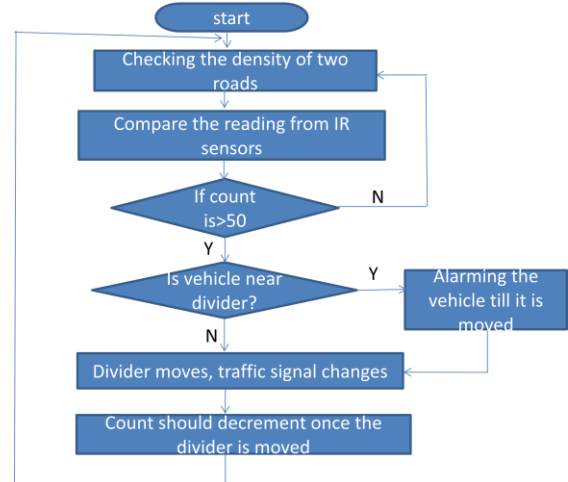 start
Checking the density of two
roads
Compare the reading from IR
sensors
If count
is>50
N
Y
Is vehicle near
divider?
Y
Alarming the
vehicle till it is
moved
N
Divider moves, traffic signal changes
Count should decrement once the
divider is moved